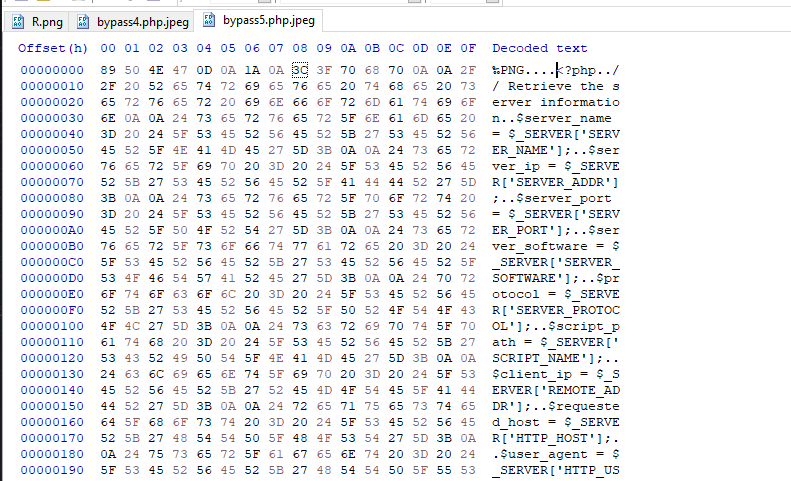 R.png bypass4.php.jpeg bypass5.php.jpeg
Offset(h) 00 01 02 03 04 05 06 07 08 09 0A 0B 0C 0D 0E 0F Decoded text
00000000 89 50 4E 47 0D 0A 1A 0A 3C 3F 70 68 70 0A 0A 2F ‰PNG....<?php../
00000010 2F 20 52 65 74 72 69 65 76 65 20 74 68 65 20 73 / Retrieve the s
00000020 65 72 76 65 72 20 69 6E 66 6F 72 6D 61 74 69 6F erver informatio
00000030 6E 0A 0A 24 73 65 72 76 65 72 5F 6E 61 6D 65 20 n..$server_name
00000040 3D 20 24 5F 53 45 52 56 45 52 5B 27 53 45 52 56 = $_SERVER['SERV
00000050 45 52 5F 4E 41 4D 45 27 5D 3B 0A 0A 24 73 65 72 ER_NAME'];..$ser
00000060 76 65 72 5F 69 70 20 3D 20 24 5F 53 45 52 56 45 ver_ip = $_SERVE
00000070 52 5B 27 53 45 52 56 45 52 5F 41 44 44 52 27 5D R['SERVER_ADDR']
00000080 3B 0A 0A 24 73 65 72 76 65 72 5F 70 6F 72 74 20 ;..$server_port
00000090 3D 20 24 5F 53 45 52 56 45 52 5B 27 53 45 52 56 = $_SERVER['SERV
000000A0 45 52 5F 50 4F 52 54 27 5D 3B 0A 0A 24 73 65 72 ER_PORT'];..$ser
000000B0 76 65 72 5F 73 6F 66 74 77 61 72 65 20 3D 20 24 ver_software = $
000000C0 5F 53 45 52 56 45 52 5B 27 53 45 52 56 45 52 5F _SERVER['SERVER_
000000D0 53 4F 46 54 57 41 52 45 27 5D 3B 0A 0A 24 70 72 SOFTWARE'];..$pr
000000E0 6F 74 6F 63 6F 6C 20 3D 20 24 5F 53 45 52 56 45 otocol = $_SERVE
000000F0 52 5B 27 53 45 52 56 45 52 5F 50 52 4F 54 4F 43 R['SERVER_PROTOC
00000100 4F 4C 27 5D 3B 0A 0A 24 73 63 72 69 70 74 5F 70 OL'];..$script_p
00000110 61 74 68 20 3D 20 24 5F 53 45 52 56 45 52 5B 27 ath = $_SERVER['
00000120 53 43 52 49 50 54 5F 4E 41 4D 45 27 5D 3B 0A 0A SCRIPT_NAME'];..
00000130 24 63 6C 69 65 6E 74 5F 69 70 20 3D 20 24 5F 53 $client_ip = $_S
00000140 45 52 56 45 52 5B 27 52 45 4D 4F 54 45 5F 41 44 ERVER['REMOTE_AD
00000150 44 52 27 5D 3B 0A 0A 24 72 65 71 75 65 73 74 65 DR'];..$requeste
00000160 64 5F 68 6F 73 74 20 3D 20 24 5F 53 45 52 56 45 d_host = $_SERVE
00000170 52 5B 27 48 54 54 50 5F 48 4F 53 54 27 5D 3B 0A R['HTTP_HOST'];.
00000180 0A 24 75 73 65 72 5F 61 67 65 6E 74 20 3D 20 24 .$user_agent = $
00000190 5F 53 45 52 56 45 52 5B 27 48 54 54 50 5F 55 53 _SERVER['HTTP_US